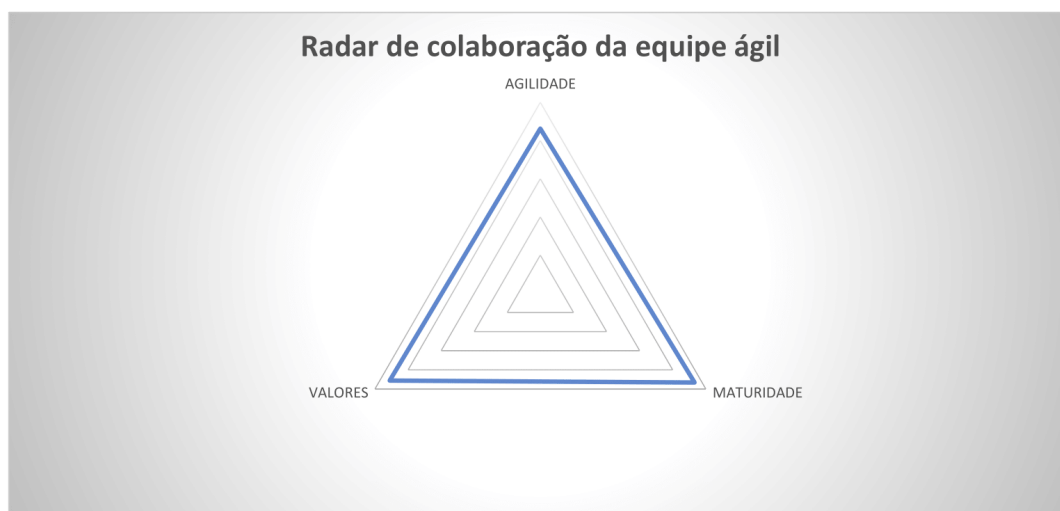 Radar de colaboração da equipe ágil
AGILIDADE
VALORES
MATURIDADE